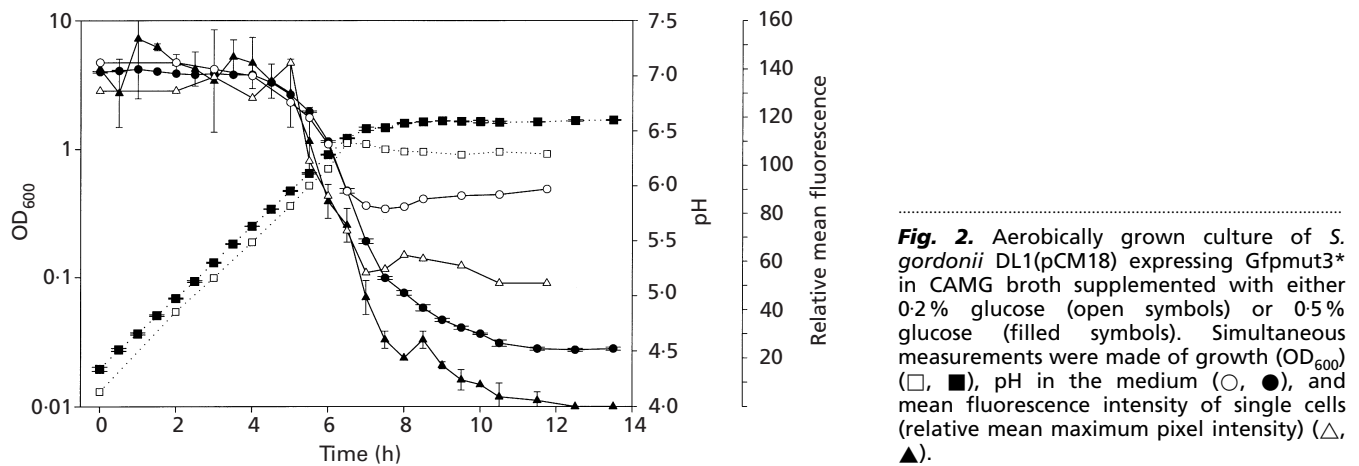 10
1
0·1
0·01
OD600
0
2
4
6
8
10
12
14
Time (h)
7·5
7·0
6·5
6·0
5·5
5·0
4·5
4·0
pH
160
140
120
100
80
60
40
20
Relative mean fluorescence
Fig. 2. Aerobically grown culture of S.
gordonii DL1(pCM18) expressing Gfpmut3*
in CAMG broth supplemented with either
0·2 % glucose (open symbols) or 0·5 %
glucose (filled symbols). Simultaneous
measurements were made of growth (OD600)
(□, ■), pH in the medium (○, ●), and
mean fluorescence intensity of single cells
(relative mean maximum pixel intensity) (△,
▲).